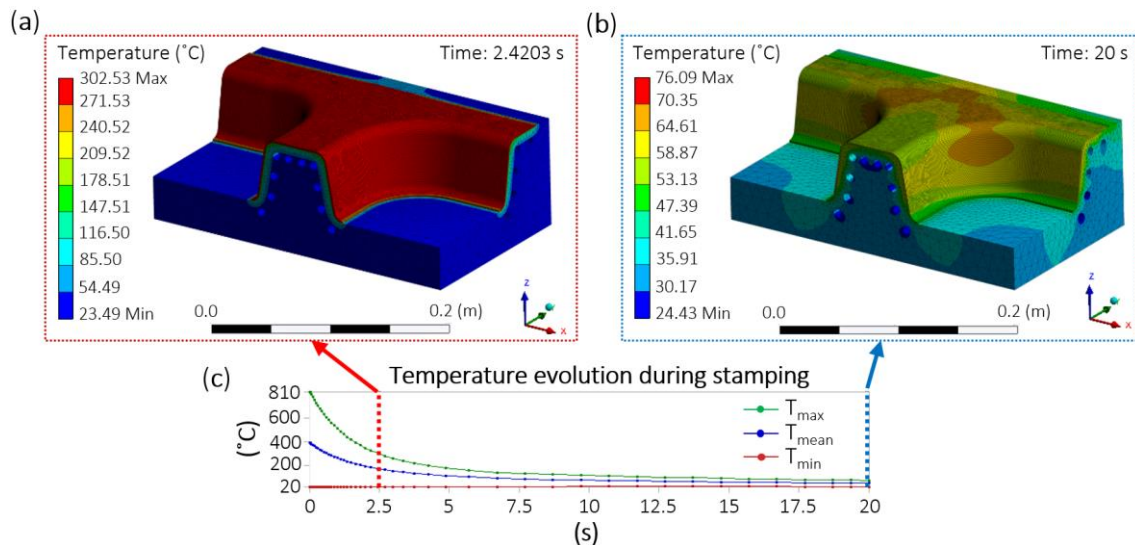 (a)
Temperature (˚C)
Time: 2.4203 s
302.53 Max
271.53
240.52
209.52
178.51
147.51
116.50
85.50
54.49
23.49 Min
0.0
0.2 (m)
z
Y
x
(b)
Temperature (˚C)
Time: 20 s
76.09 Max
70.35
64.61
58.87
53.13
47.39
41.65
35.91
30.17
24.43 Min
0.0
0.2 (m)
z
Y
x
(c)
Temperature evolution during stamping
(˚C)
810
600
400
200
20
Tmax
Tmean
Tmin
0
2.5
5
7.5
10
12.5
15
17.5
20
(s)